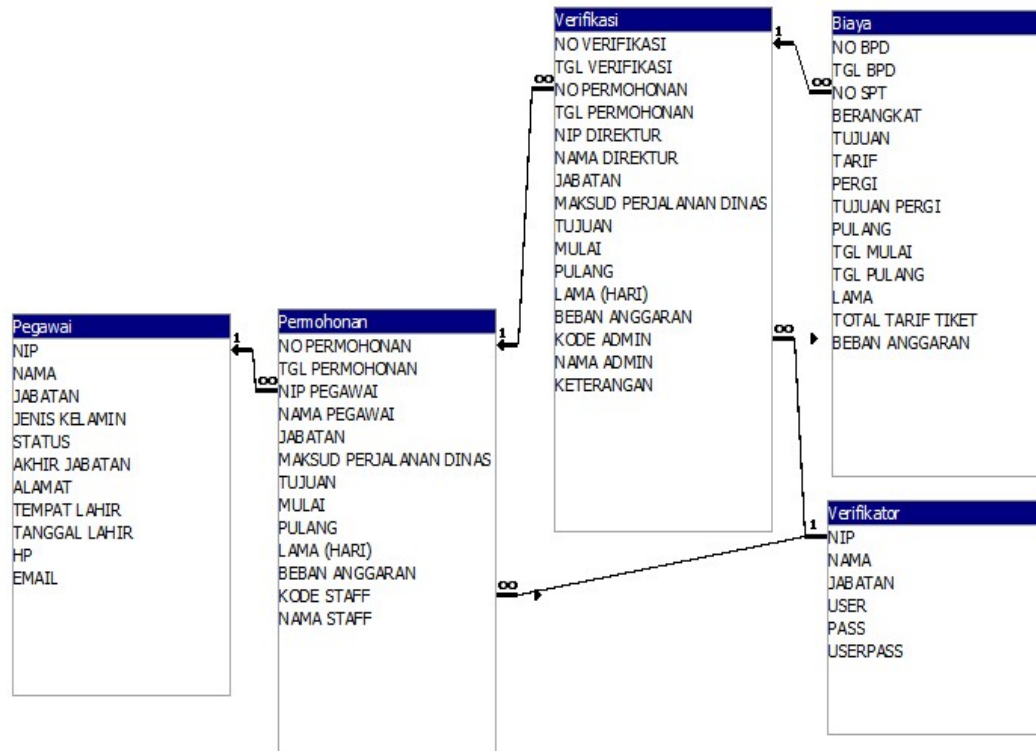 Verifikasi
NO VERIFIKASI
TGL VERIFIKASI
NO PERMOHONAN
TGL PERMOHONAN
NIP DIREKTUR
NAMA DIREKTUR
JABATAN
MAKSUD PERJALANAN DINAS
TUJUAN
MULAI
PULANG
LAMA (HARI)
BEBAN ANGGARAN
KODE ADMIN
NAMA ADMIN
KETERANGAN
1
∞
∞
Biaya
NO BPD
TGL BPD
NO SPT
BERANGKAT
TUJUAN
TARIF
PERGI
TUJUAN PERGI
PULANG
TGL MULAI
TGL PULANG
LAMA
TOTAL TARIF TIKET
BEBAN ANGGARAN
∞
Pegawai
NIP
NAMA
JABATAN
JENIS KELAMIN
STATUS
AKHIR JABATAN
ALAMAT
TEMPAT LAHIR
TANGGAL LAHIR
HP
EMAIL
1
Permohonan
NO PERMOHONAN
TGL PERMOHONAN
NIP PEGAWAI
NAMA PEGAWAI
JABATAN
MAKSUD PERJALANAN DINAS
TUJUAN
MULAI
PULANG
LAMA (HARI)
BEBAN ANGGARAN
KODE STAFF
NAMA STAFF
∞
1
∞
Verifikator
NIP
NAMA
JABATAN
USER
PASS
USERPASS
1